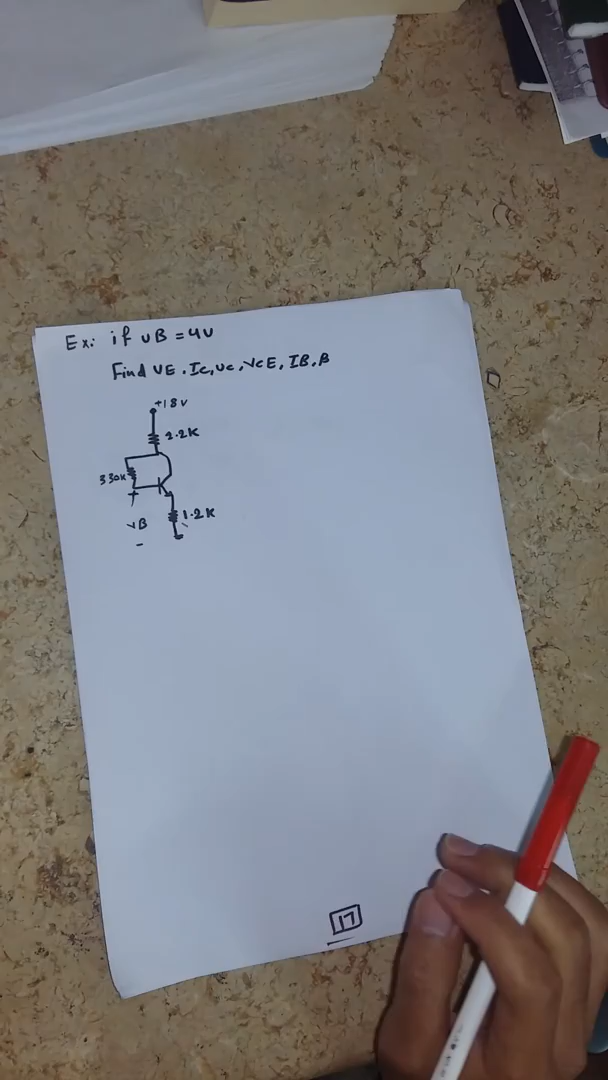 Ex: if VB = 4V
Find VE, IC, VC, VCE, IB, β
+18V
2.2K
330K
+
1.2K
VB
-
17